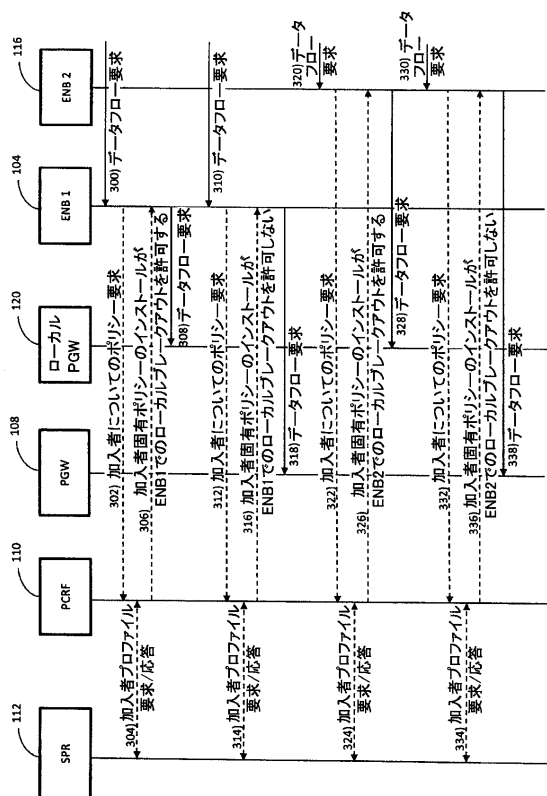 112
SPR
110
PCRF
108
PGW
120
ローカル
PGW
104
ENB 1
116
ENB 2
300) データフロー要求
302) 加入者についてのポリシー要求
304) 加入者プロファイル
要求/応答
306) 加入者固有ポリシーのインストールが
ENB1でのローカルブレークアウトを許可する
308) データフロー要求
310) データフロー要求
312) 加入者についてのポリシー要求
314) 加入者プロファイル
要求/応答
316) 加入者固有ポリシーのインストールが
ENB1でのローカルブレークアウトを許可しない
318) データフロー要求
320) データ
フロー
要求
322) 加入者についてのポリシー要求
324) 加入者プロファイル
要求/応答
326) 加入者固有ポリシーのインストールが
ENB2でのローカルブレークアウトを許可する
328) データフロー要求
330) データ
フロー
要求
332) 加入者についてのポリシー要求
334) 加入者プロファイル
要求/応答
336) 加入者固有ポリシーのインストールが
ENB2でのローカルブレークアウトを許可しない
338) データフロー要求